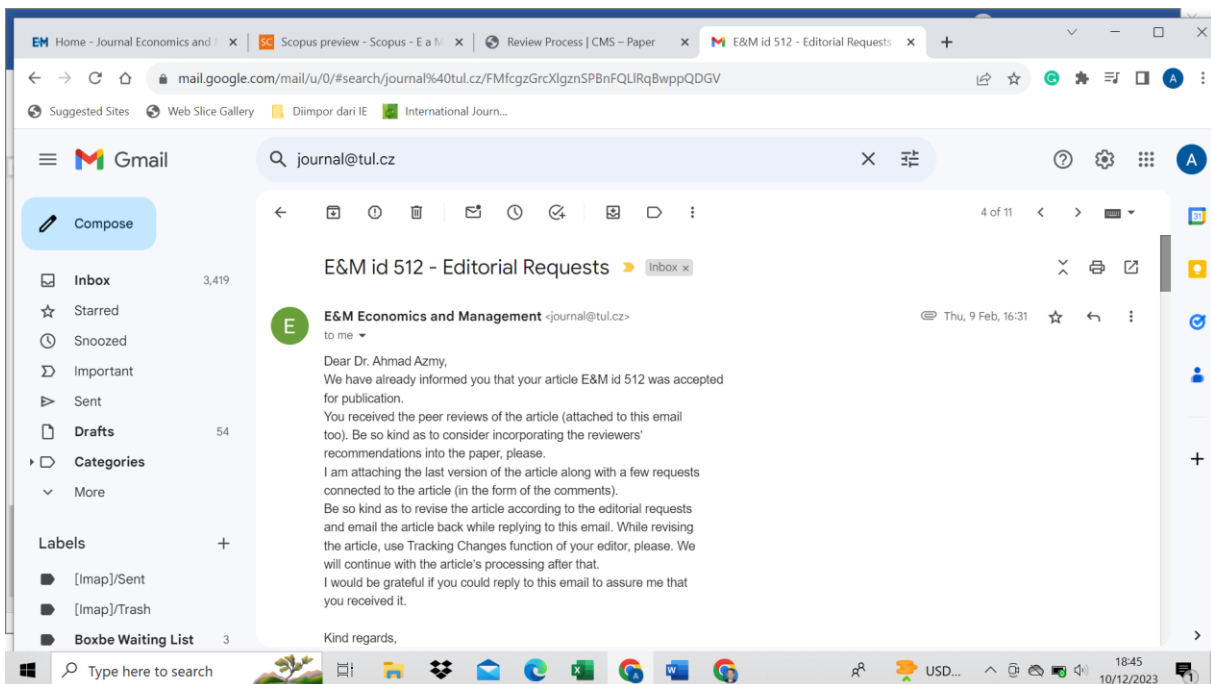 Home - Journal Economics and
Scopus preview - Scopus - E a M
Review Process | CMS – Paper
E&M id 512 - Editorial Requests
mail.google.com/mail/u/0/#search/journal%40tul.cz/FMfcgzGrcXlgznSPBnFQLlRqBwppQDGV
Suggested Sites
Web Slice Gallery
Diimpor dari IE
International Journ...
Gmail
journal@tul.cz
A
Compose
4 of 11
Inbox 3,419
Starred
Snoozed
Important
Sent
Drafts 54
Categories
More
Labels
[Imap]/Sent
[Imap]/Trash
Boxbe Waiting List 3
E&M id 512 - Editorial Requests
Inbox x
E
E&M Economics and Management <journal@tul.cz>
Thu, 9 Feb, 16:31
to me
Dear Dr. Ahmad Azmy,
We have already informed you that your article E&M id 512 was accepted
for publication.
You received the peer reviews of the article (attached to this email
too). Be so kind as to consider incorporating the reviewers'
recommendations into the paper, please.
I am attaching the last version of the article along with a few requests
connected to the article (in the form of the comments).
Be so kind as to revise the article according to the editorial requests
and email the article back while replying to this email. While revising
the article, use Tracking Changes function of your editor, please. We
will continue with the article's processing after that.
I would be grateful if you could reply to this email to assure me that
you received it.
Kind regards,
Type here to search
USD...
18:45
10/12/2023